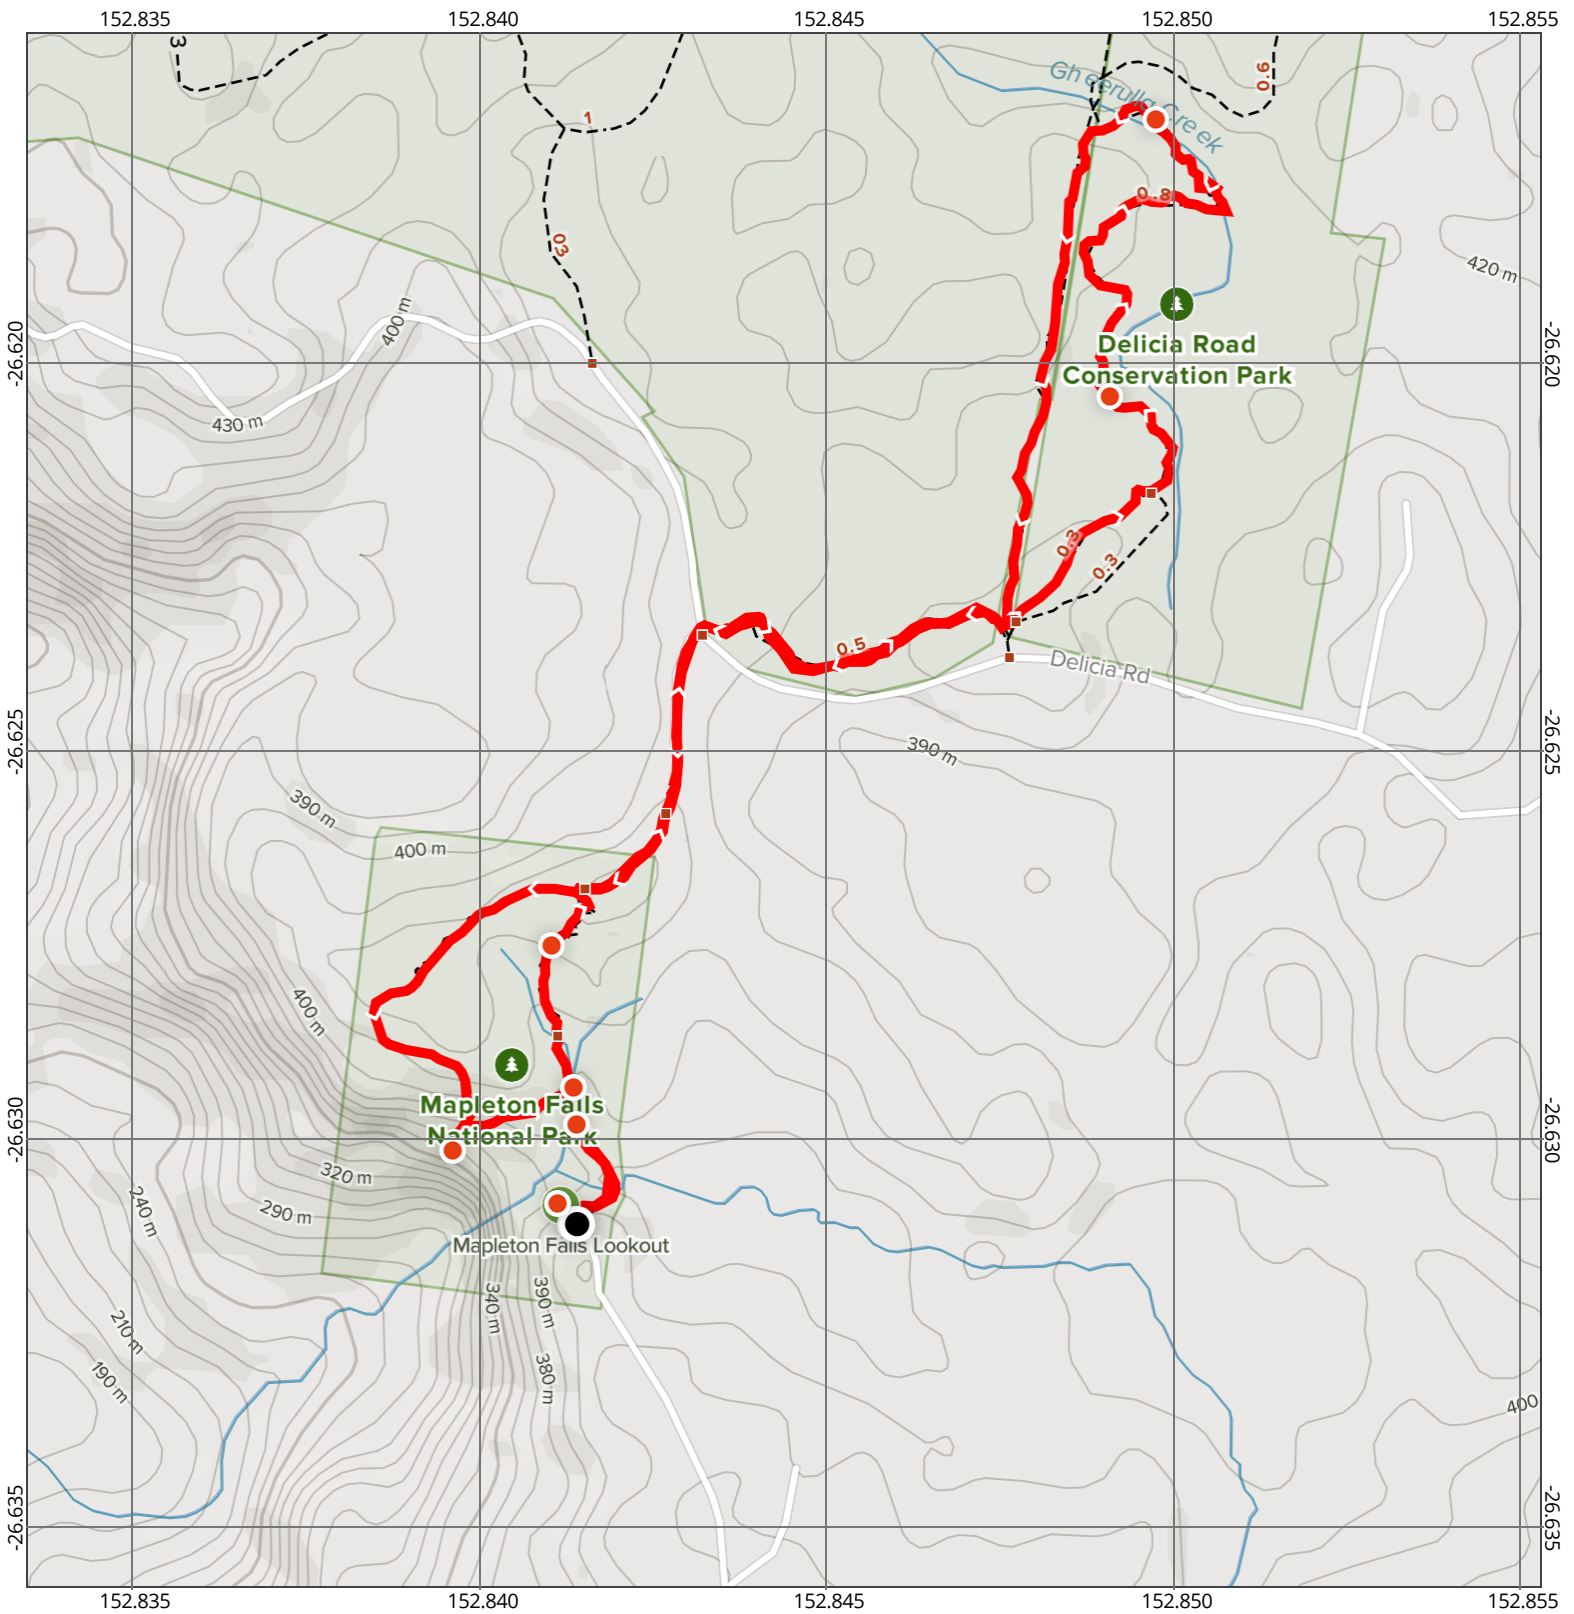 152.835
152.840
152.845
152.850
152.855
3
1
03
0.6
Gheerulla Creek
0.8
420 m
400 m
-26.620
-26.620
Delicia Road
Conservation Park
430 m
0.3
0.3
0.5
Delicia Rd
-26.625
-26.625
390 m
390 m
400 m
400 m
Mapleton Falls
National Park
-26.630
-26.630
320 m
290 m
240 m
Mapleton Falls Lookout
340 m
390 m
210 m
190 m
380 m
400
-26.635
-26.635
152.835
152.840
152.845
152.850
152.855